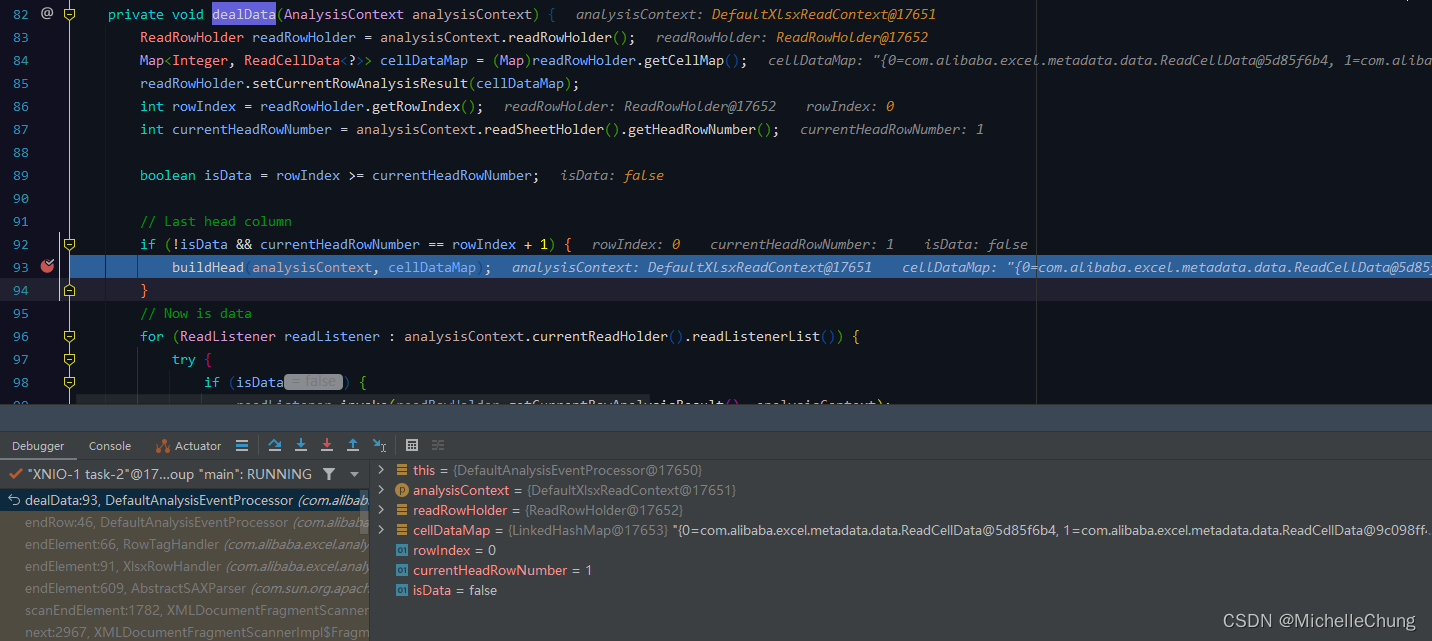 82 @ private void dealData(AnalysisContext analysisContext) { analysisContext: DefaultXlsxReadContext@17651
83 ReadRowHolder readRowHolder = analysisContext.readRowHolder(); readRowHolder: ReadRowHolder@17652
84 Map<Integer, ReadCellData<?>> cellDataMap = (Map)readRowHolder.getCellMap(); cellDataMap: "{0=com.alibaba.excel.metadata.data.ReadCellData@5d85f6b4, 1=com.aliba
85 readRowHolder.setCurrentRowAnalysisResult(cellDataMap);
86 int rowIndex = readRowHolder.getRowIndex(); readRowHolder: ReadRowHolder@17652 rowIndex: 0
87 int currentHeadRowNumber = analysisContext.readSheetHolder().getHeadRowNumber(); currentHeadRowNumber: 1
88
89 boolean isData = rowIndex >= currentHeadRowNumber; isData: false
90
91 // Last head column
92 if (!isData && currentHeadRowNumber == rowIndex + 1) { rowIndex: 0 currentHeadRowNumber: 1 isData: false
93 buildHead(analysisContext, cellDataMap); analysisContext: DefaultXlsxReadContext@17651 cellDataMap: "{0=com.alibaba.excel.metadata.data.ReadCellData@5d85
94 }
95 // Now is data
96 for (ReadListener readListener : analysisContext.currentReadHolder().readListenerList()) {
97 try {
98 if (isData = false ) {
readListener.invoke(readRowHolder.getCurrentRowAnalysisResult(), analysisContext);
Debugger Console Actuator
"XNIO-1 task-2"@17...oup "main": RUNNING
dealData:93, DefaultAnalysisEventProcessor (com.alibab
endRow:46, DefaultAnalysisEventProcessor (com.alibaba
endElement:66, RowTagHandler (com.alibaba.excel.analy
endElement:91, XlsxRowHandler (com.alibaba.excel.analy
endElement:609, AbstractSAXParser (com.sun.org.apach
scanEndElement:1782, XMLDocumentFragmentScanner
next:2967, XMLDocumentFragmentScannerImpl$Fragm
this = {DefaultAnalysisEventProcessor@17650}
analysisContext = {DefaultXlsxReadContext@17651}
readRowHolder = {ReadRowHolder@17652}
cellDataMap = {LinkedHashMap@17653} "{0=com.alibaba.excel.metadata.data.ReadCellData@5d85f6b4, 1=com.alibaba.excel.metadata.data.ReadCellData@9c098ff
rowIndex = 0
currentHeadRowNumber = 1
isData = false
CSDN @MichelleChung